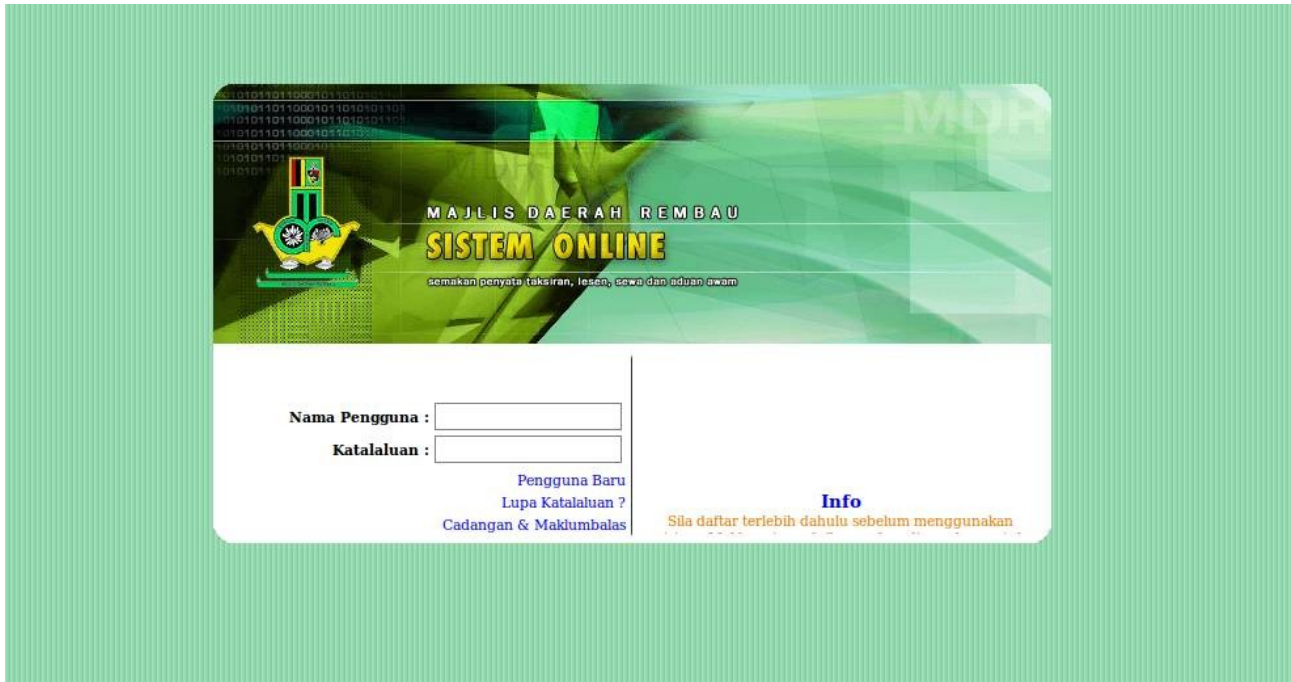 MDR
MAJLIS DAERAH REMBAU
SISTEM ONLINE
semakan penyata taksiran, lesen, sewa dan aduan awam
Nama Pengguna :
Katalaluan :
Pengguna Baru
Lupa Katalaluan ?
Cadangan & Maklumbalas
Info
Sila daftar terlebih dahulu sebelum menggunakan